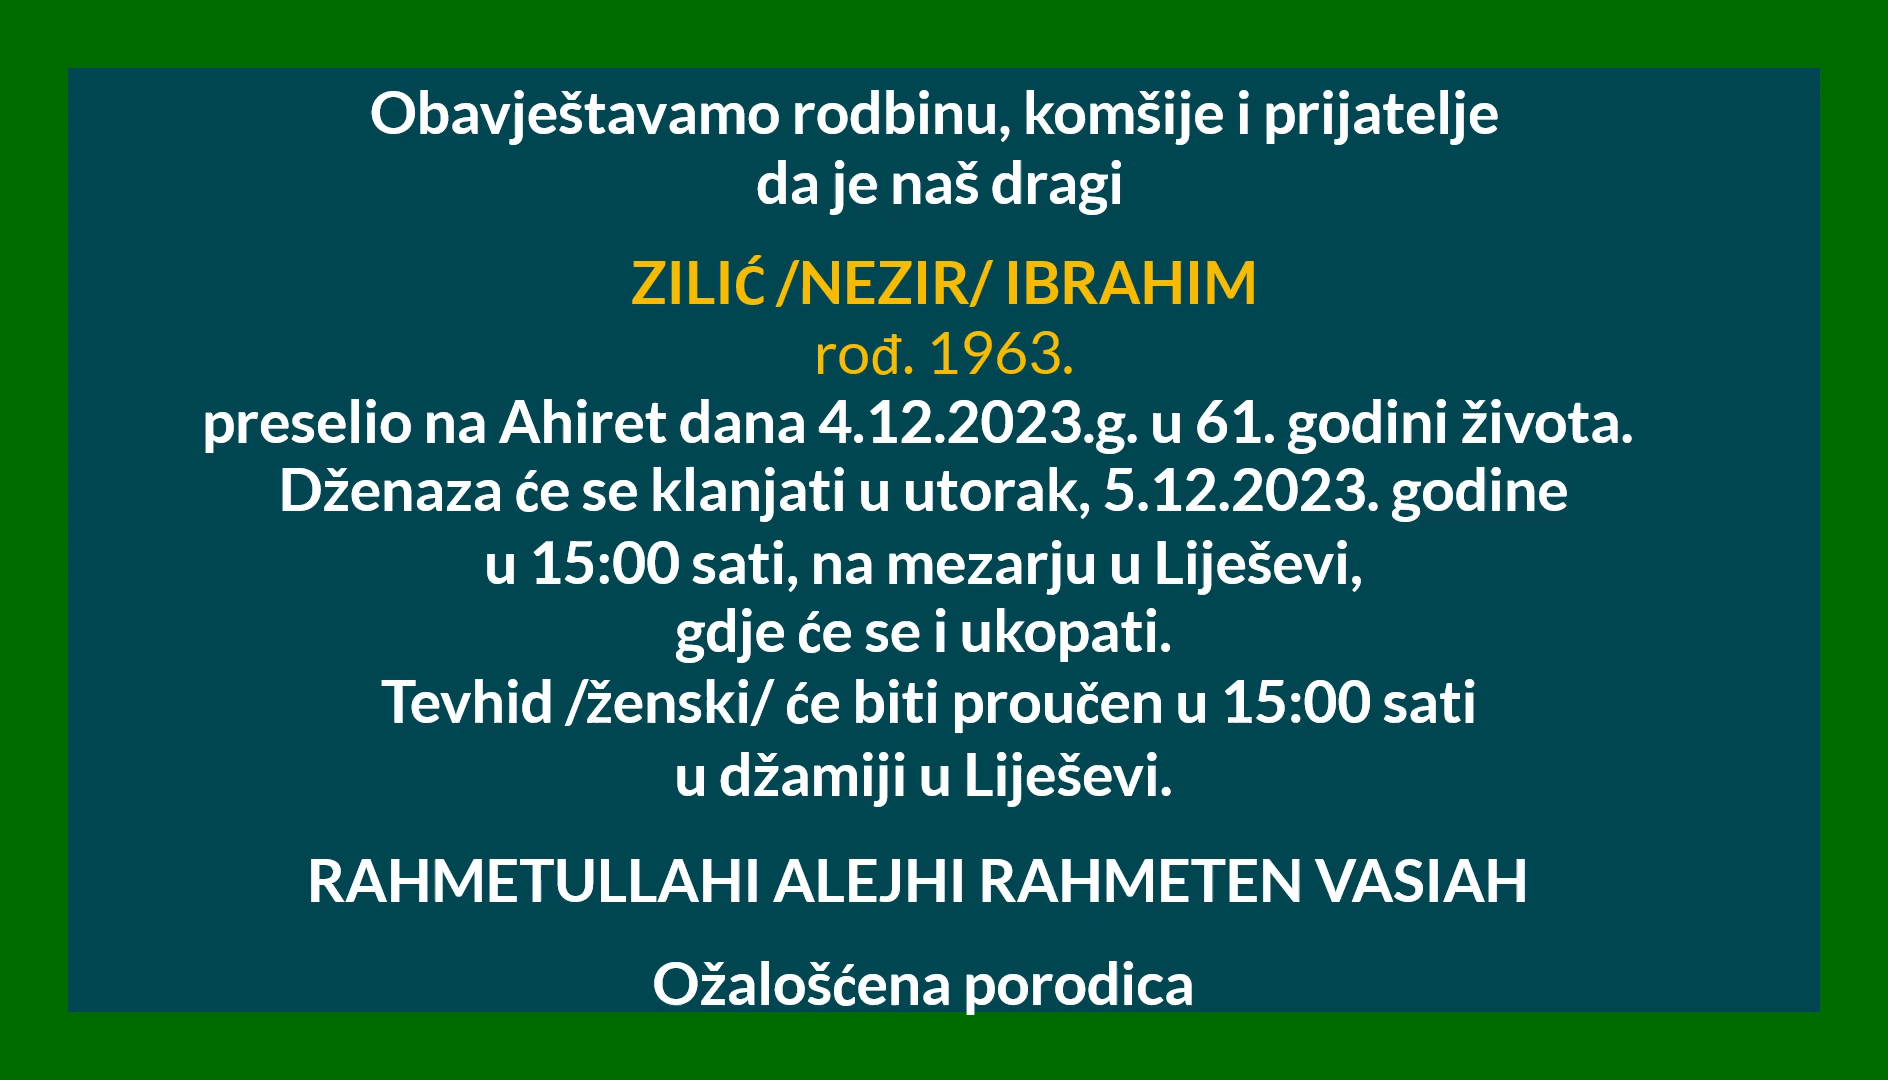 Obavještavamo rodbinu, komšije i prijatelje
da je naš dragi
ZILIĆ /NEZIR/ IBRAHIM
rođ. 1963.
preselio na Ahiret dana 4.12.2023.g. u 61. godini života.
Dženaza će se klanjati u utorak, 5.12.2023. godine
u 15:00 sati, na mezarju u Liješevi,
gdje će se i ukopati.
Tevhid /ženski/ će biti proučen u 15:00 sati
u džamiji u Liješevi.
RAHMETULLAHI ALEJHI RAHMETEN VASIAH
Ožalošćena porodica